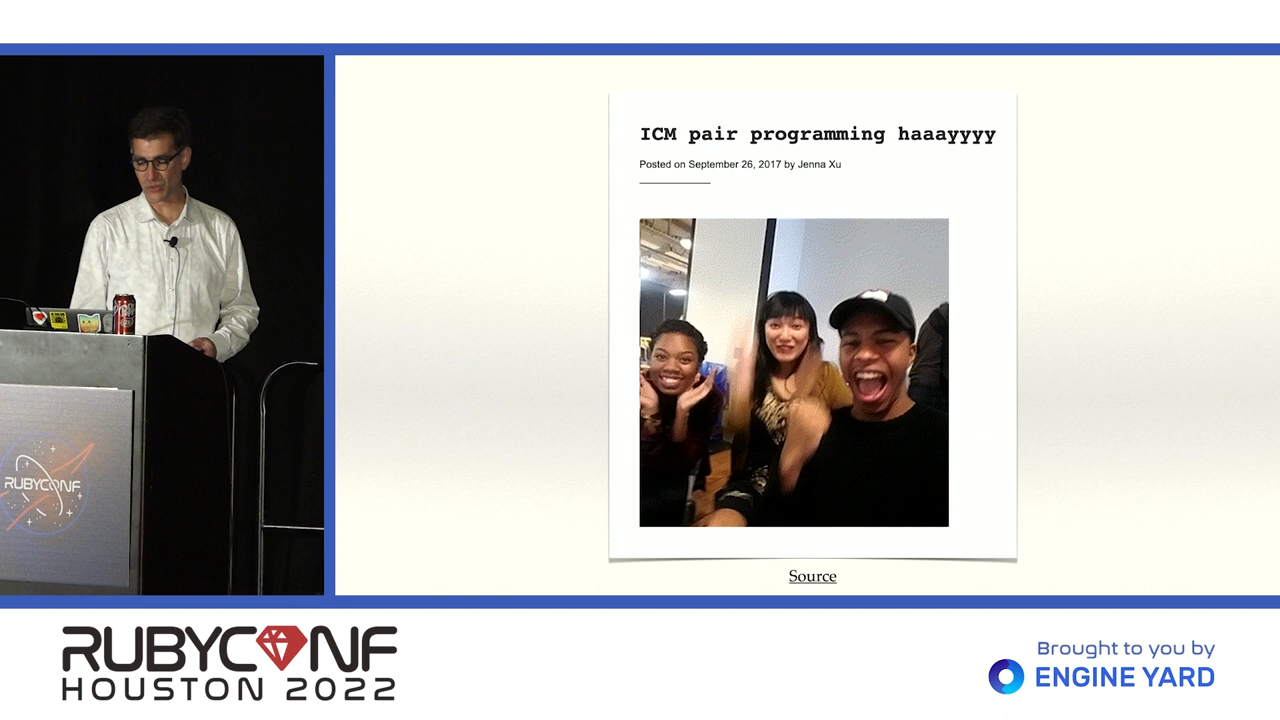 ICM pair programming haaayyyy
Posted on September 26, 2017 by Jenna Xu
Source
RUBYCONF
RUBYCONF
HOUSTON 2022
Brought to you by
ENGINE YARD